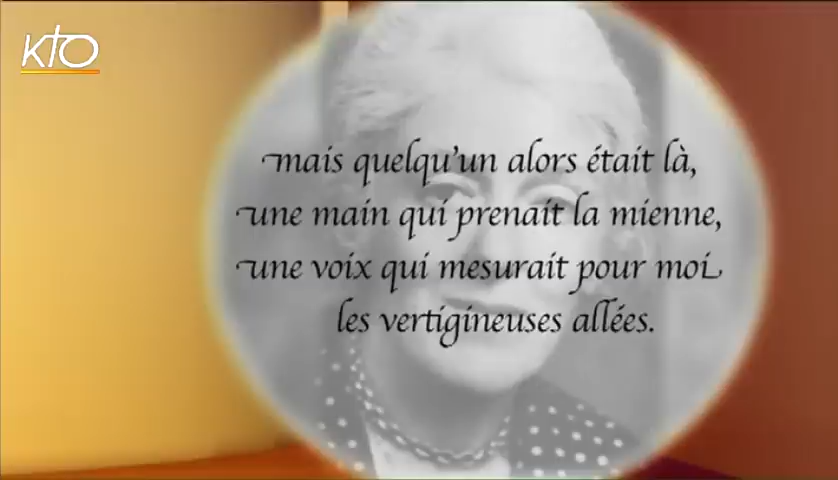 KTO
mais quelqu'un alors était là,
une main qui prenait la mienne,
une voix qui mesurait pour moi
les vertigineuses allées.